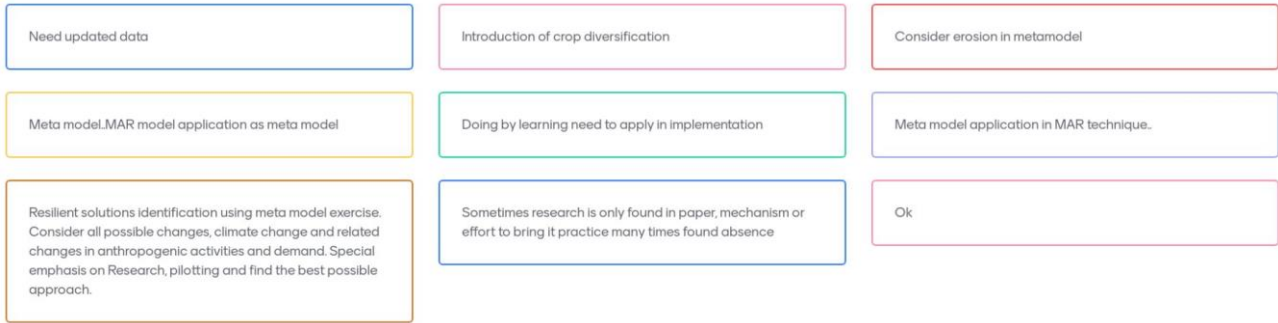 Need updated data
Introduction of crop diversification
Consider erosion in metamodel
Meta model..MAR model application as meta model
Doing by learning need to apply in implementation
Meta model application in MAR technique..
Resilient solutions identification using meta model exercise.
Consider all possible changes, climate change and related
changes in anthropogenic activities and demand. Special
emphasis on Research, pilotting and find the best possible
approach.
Sometimes research is only found in paper, mechanism or
effort to bring it practice many times found absence
Ok